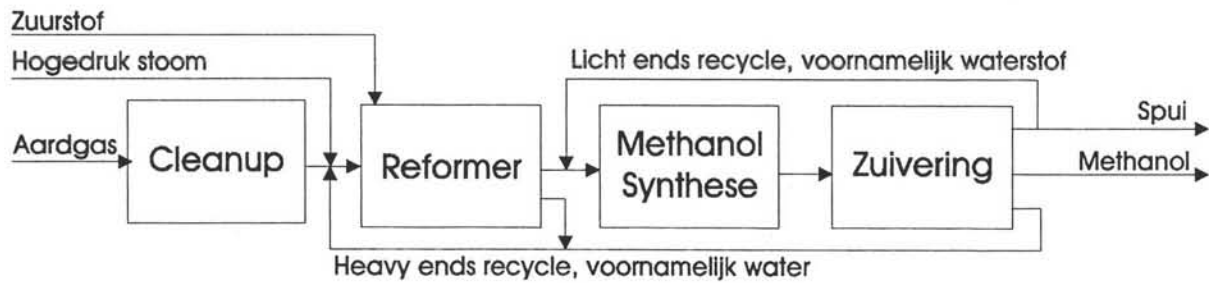 Zuurstof
Hogedruk stoom
Licht ends recycle, voornamelijk waterstof
Aardgas
Cleanup
Reformer
Methanol
Synthese
Zuivering
Spui
Methanol
Heavy ends recycle, voornamelijk water